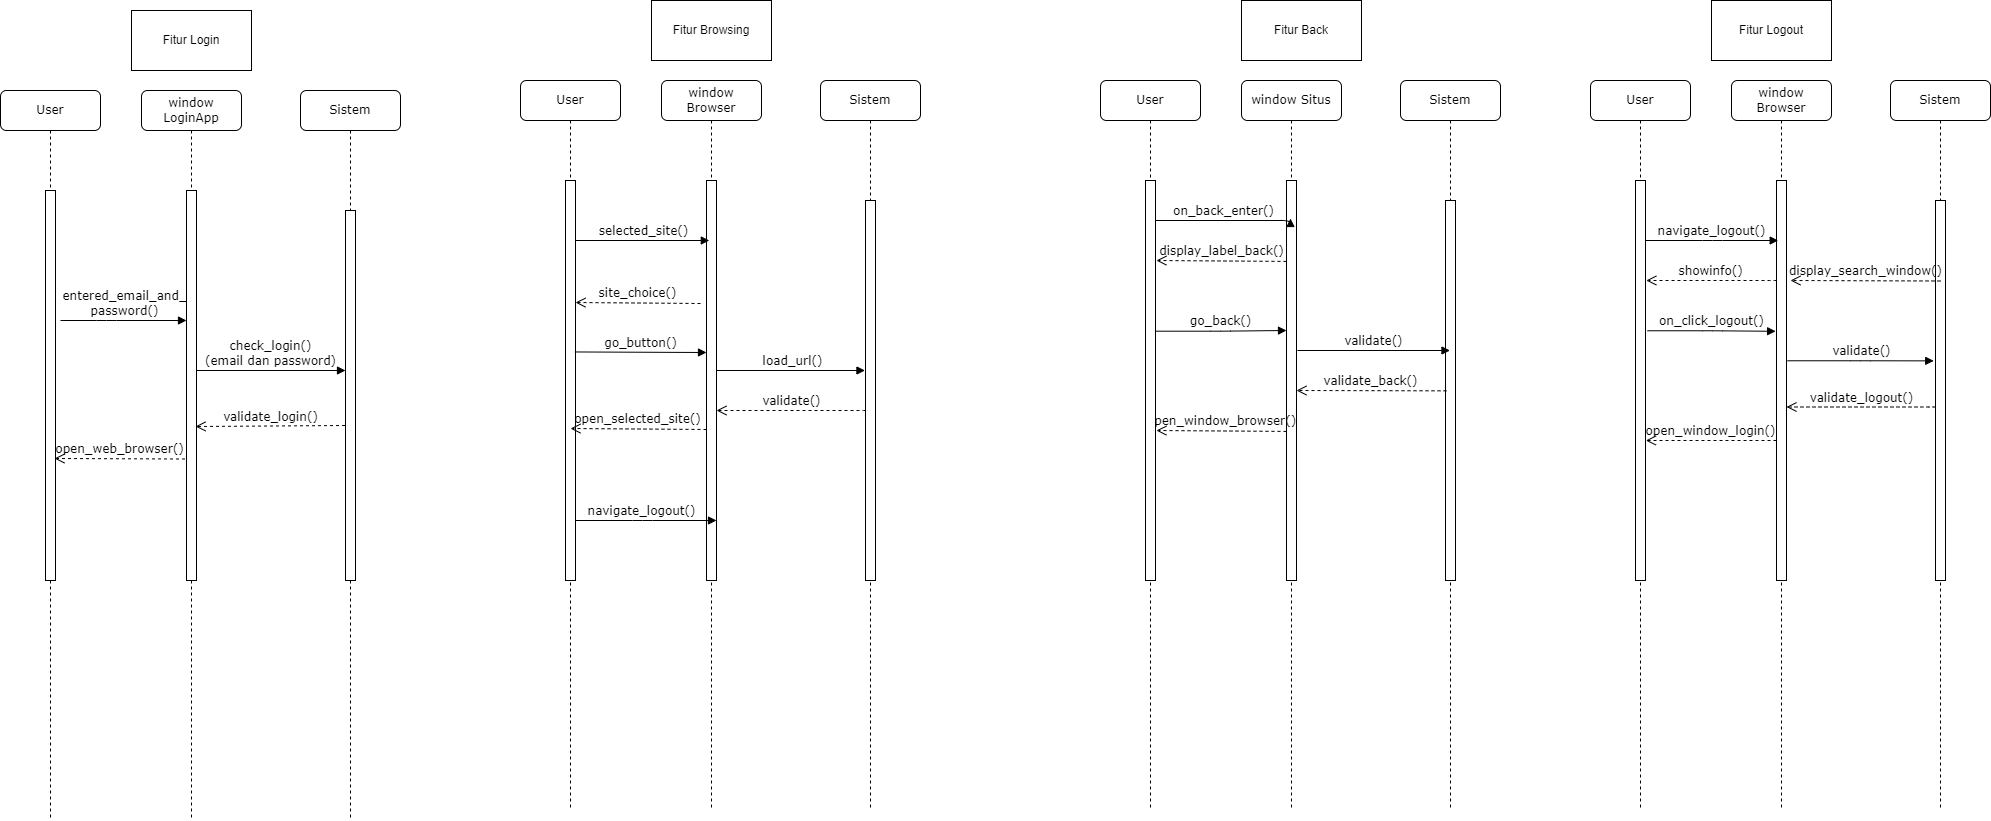 Fitur Login
User
window
LoginApp
Sistem
entered_email_and_
password()
check_login()
(email dan password)
validate_login()
open_web_browser()
Fitur Browsing
User
window
Browser
Sistem
selected_site()
site_choice()
go_button()
load_url()
validate()
open_selected_site()
navigate_logout()
Fitur Back
User
window Situs
Sistem
on_back_enter()
display_label_back()
go_back()
validate()
validate_back()
pen_window_browser()
Fitur Logout
User
window
Browser
Sistem
navigate_logout()
showinfo()
display_search_window()
on_click_logout()
validate()
validate_logout()
open_window_login()